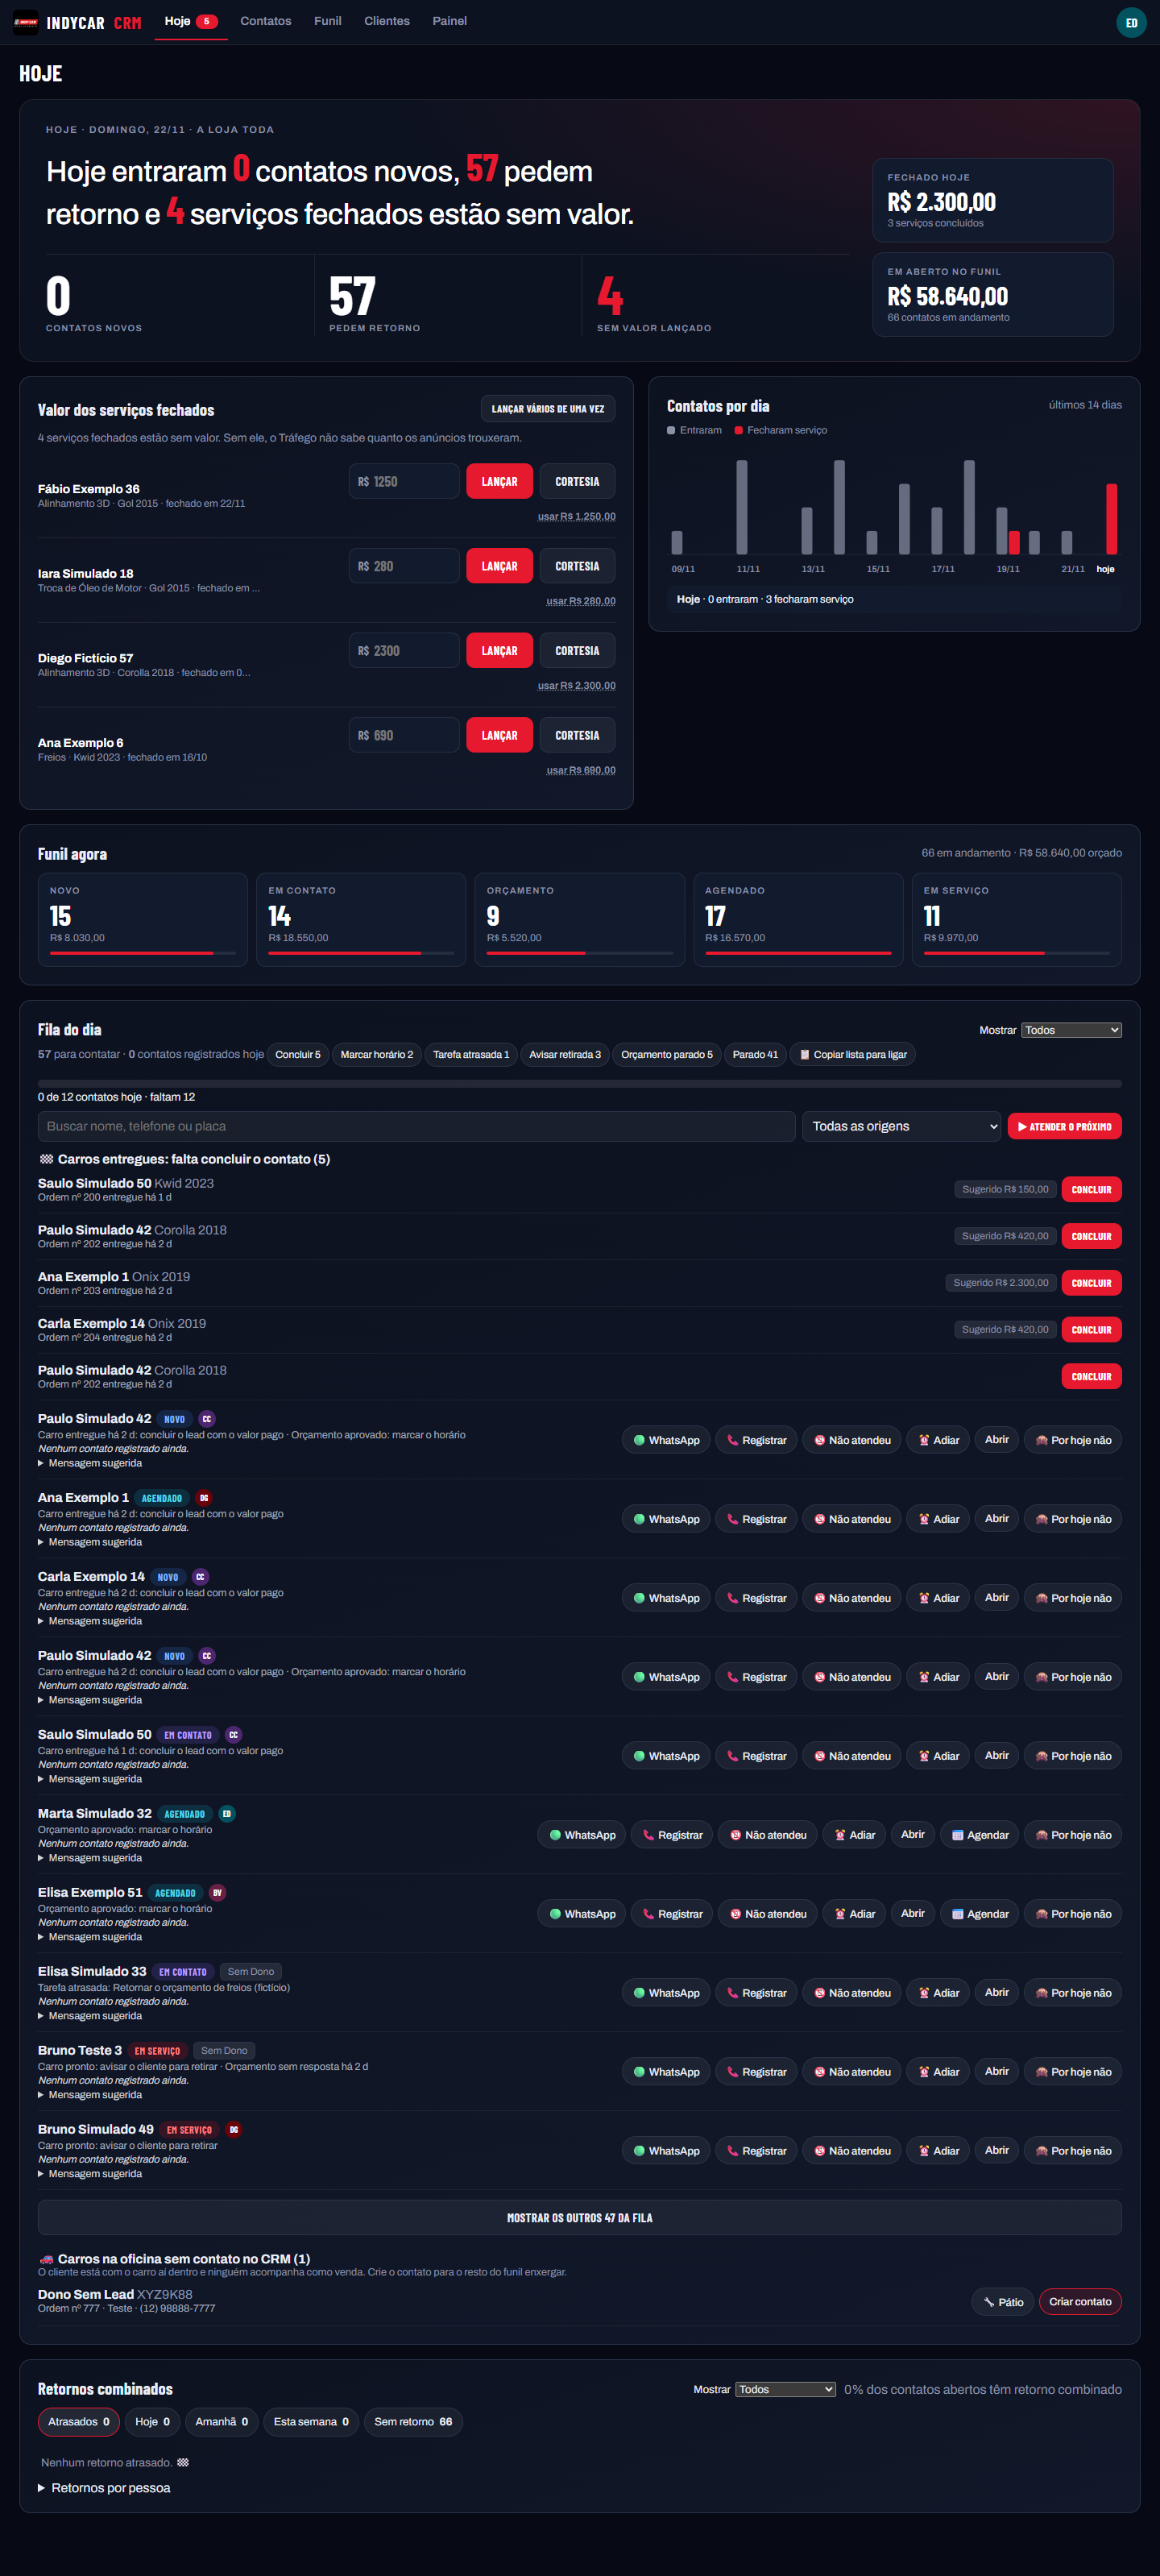 INDYCAR CRM
Hoje 5
Contatos
Funil
Clientes
Painel
ED
HOJE
HOJE · DOMINGO, 22/11 · A LOJA TODA
Hoje entraram 0 contatos novos, 57 pedem
retorno e 4 serviços fechados estão sem valor.
0
CONTATOS NOVOS
57
PEDEM RETORNO
4
SEM VALOR LANÇADO
FECHADO HOJE
R$ 2.300,00
3 serviços concluídos
EM ABERTO NO FUNIL
R$ 58.640,00
66 contatos em andamento
Valor dos serviços fechados
LANÇAR VÁRIOS DE UMA VEZ
4 serviços fechados estão sem valor. Sem ele, o Tráfego não sabe quanto os anúncios trouxeram.
Fábio Exemplo 36
Alinhamento 3D · Gol 2015 · fechado em 22/11
R$ 1250
LANÇAR
CORTESIA
usar R$ 1.250,00
Iara Simulado 18
Troca de Óleo de Motor · Gol 2015 · fechado em ...
R$ 280
LANÇAR
CORTESIA
usar R$ 280,00
Diego Fictício 57
Alinhamento 3D · Corolla 2018 · fechado em 0...
R$ 2300
LANÇAR
CORTESIA
usar R$ 2.300,00
Ana Exemplo 6
Freios · Kwid 2023 · fechado em 16/10
R$ 690
LANÇAR
CORTESIA
usar R$ 690,00
Contatos por dia
últimos 14 dias
Entraram
Fecharam serviço
09/11
11/11
13/11
15/11
17/11
19/11
21/11
hoje
Hoje · 0 entraram · 3 fecharam serviço
Funil agora
66 em andamento · R$ 58.640,00 orçado
NOVO
15
R$ 8.030,00
EM CONTATO
14
R$ 18.550,00
ORÇAMENTO
9
R$ 5.520,00
AGENDADO
17
R$ 16.570,00
EM SERVIÇO
11
R$ 9.970,00
Fila do dia
Mostrar Todos
57 para contatar · 0 contatos registrados hoje
Concluir 5
Marcar horário 2
Tarefa atrasada 1
Avisar retirada 3
Orçamento parado 5
Parado 41
Copiar lista para ligar
0 de 12 contatos hoje · faltam 12
Buscar nome, telefone ou placa
Todas as origens
▶ ATENDER O PRÓXIMO
Carros entregues: falta concluir o contato (5)
Saulo Simulado 50 Kwid 2023
Ordem nº 200 entregue há 1 d
Sugerido R$ 150,00
CONCLUIR
Paulo Simulado 42 Corolla 2018
Ordem nº 202 entregue há 2 d
Sugerido R$ 420,00
CONCLUIR
Ana Exemplo 1 Onix 2019
Ordem nº 203 entregue há 2 d
Sugerido R$ 2.300,00
CONCLUIR
Carla Exemplo 14 Onix 2019
Ordem nº 204 entregue há 2 d
Sugerido R$ 420,00
CONCLUIR
Paulo Simulado 42 Corolla 2018
Ordem nº 202 entregue há 2 d
CONCLUIR
Paulo Simulado 42 NOVO CC
Carro entregue há 2 d: concluir o lead com o valor pago · Orçamento aprovado: marcar o horário
Nenhum contato registrado ainda.
Mensagem sugerida
WhatsApp Registrar Não atendeu Adiar Abrir Por hoje não
Ana Exemplo 1 AGENDADO DG
Carro entregue há 2 d: concluir o lead com o valor pago
Nenhum contato registrado ainda.
Mensagem sugerida
WhatsApp Registrar Não atendeu Adiar Abrir Por hoje não
Carla Exemplo 14 NOVO CC
Carro entregue há 2 d: concluir o lead com o valor pago
Nenhum contato registrado ainda.
Mensagem sugerida
WhatsApp Registrar Não atendeu Adiar Abrir Por hoje não
Paulo Simulado 42 NOVO CC
Carro entregue há 2 d: concluir o lead com o valor pago · Orçamento aprovado: marcar o horário
Nenhum contato registrado ainda.
Mensagem sugerida
WhatsApp Registrar Não atendeu Adiar Abrir Por hoje não
Saulo Simulado 50 EM CONTATO CC
Carro entregue há 1 d: concluir o lead com o valor pago
Nenhum contato registrado ainda.
Mensagem sugerida
WhatsApp Registrar Não atendeu Adiar Abrir Por hoje não
Marta Simulado 32 AGENDADO ED
Orçamento aprovado: marcar o horário
Nenhum contato registrado ainda.
Mensagem sugerida
WhatsApp Registrar Não atendeu Adiar Abrir Agendar Por hoje não
Elisa Exemplo 51 AGENDADO BV
Orçamento aprovado: marcar o horário
Nenhum contato registrado ainda.
Mensagem sugerida
WhatsApp Registrar Não atendeu Adiar Abrir Agendar Por hoje não
Elisa Simulado 33 EM CONTATO Sem Dono
Tarefa atrasada: Retornar o orçamento de freios (fictício)
Nenhum contato registrado ainda.
Mensagem sugerida
WhatsApp Registrar Não atendeu Adiar Abrir Por hoje não
Bruno Teste 3 EM SERVIÇO Sem Dono
Carro pronto: avisar o cliente para retirar · Orçamento sem resposta há 2 d
Nenhum contato registrado ainda.
Mensagem sugerida
WhatsApp Registrar Não atendeu Adiar Abrir Por hoje não
Bruno Simulado 49 EM SERVIÇO DG
Carro pronto: avisar o cliente para retirar
Nenhum contato registrado ainda.
Mensagem sugerida
WhatsApp Registrar Não atendeu Adiar Abrir Por hoje não
MOSTRAR OS OUTROS 47 DA FILA
Carros na oficina sem contato no CRM (1)
O cliente está com o carro aí dentro e ninguém acompanha como venda. Crie o contato para o resto do funil enxergar.
Dono Sem Lead XYZ9K88
Ordem nº 777 · Teste · (12) 98888-7777
Pátio
Criar contato
Retornos combinados
Mostrar Todos
0% dos contatos abertos têm retorno combinado
Atrasados 0
Hoje 0
Amanhã 0
Esta semana 0
Sem retorno 66
Nenhum retorno atrasado.
Retornos por pessoa